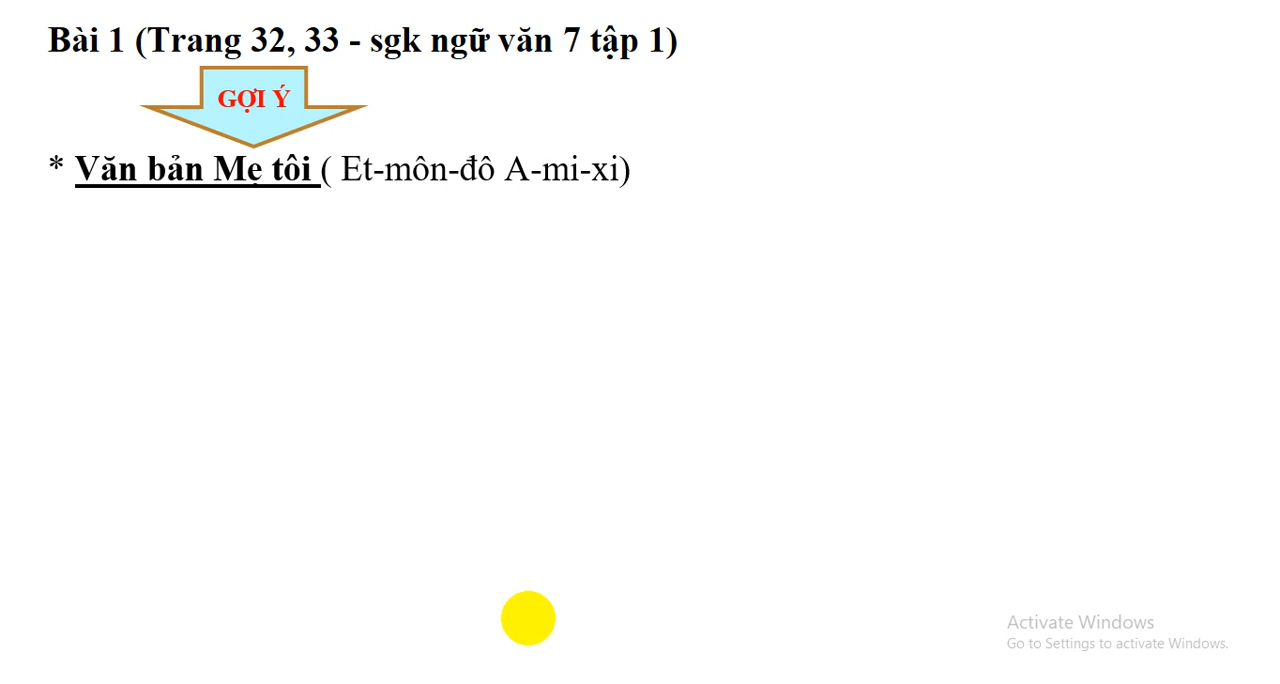 Bài 1 (Trang 32, 33 - sgk ngữ văn 7 tập 1)
GỢI Ý
* Văn bản Mẹ tôi ( Et-môn-đô A-mi-xi)
Activate Windows
Go to Settings to activate Windows.